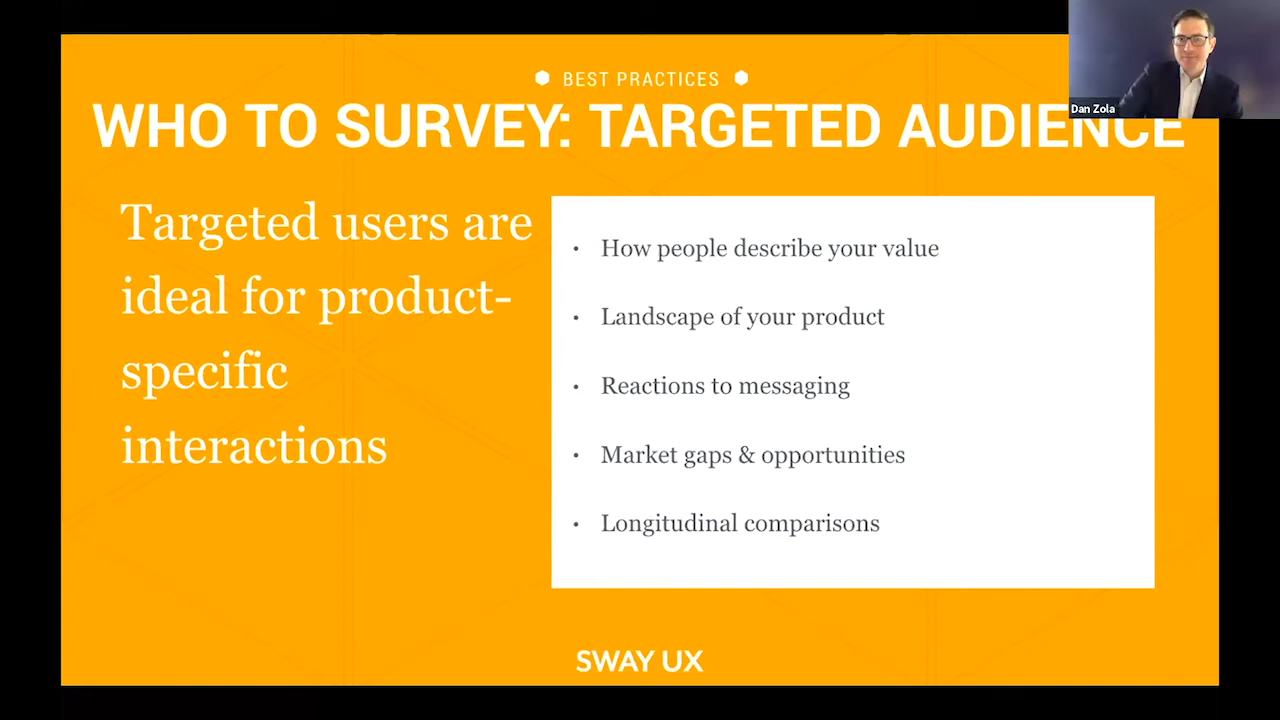 BEST PRACTICES
WHO TO SURVEY: TARGETED AUDIENCE
Dan Zola
Targeted users are
ideal for product-
specific
interactions
• How people describe your value
• Landscape of your product
• Reactions to messaging
• Market gaps & opportunities
• Longitudinal comparisons
SWAY UX